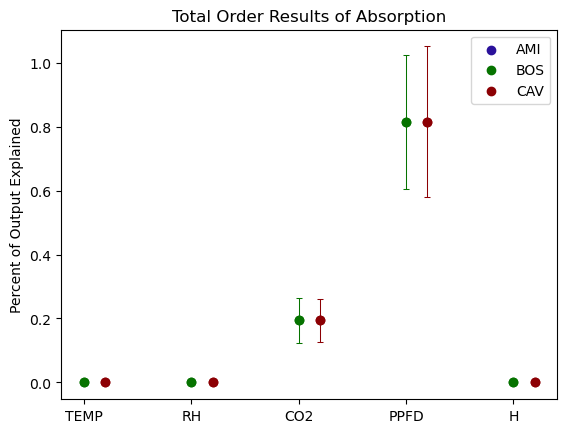 Total Order Results of Absorption
AMI
BOS
CAV
Percent of Output Explained
1.0
0.8
0.6
0.4
0.2
0.0
TEMP RH CO2 PPFD H